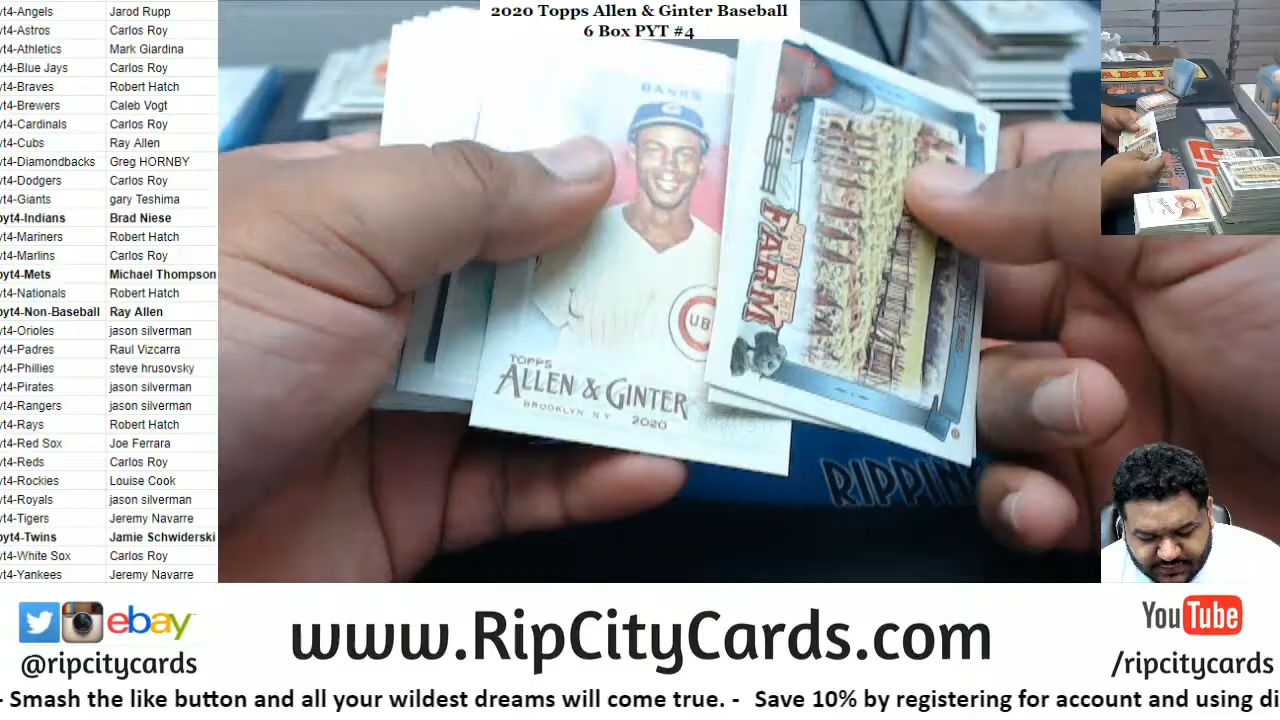 2020 Topps Allen & Ginter Baseball
6 Box PYT #4
yt4-Angels Jarod Rupp
yt4-Astros Carlos Roy
yt4-Athletics Mark Giardina
yt4-Blue Jays Carlos Roy
yt4-Braves Robert Hatch
yt4-Brewers Caleb Vogt
yt4-Cardinals Carlos Roy
yt4-Cubs Ray Allen
yt4-Diamondbacks Greg HORNBY
yt4-Dodgers Carlos Roy
yt4-Giants gary Teshima
pyt4-Indians Brad Niese
yt4-Mariners Robert Hatch
yt4-Marlins Carlos Roy
pyt4-Mets Michael Thompson
yt4-Nationals Robert Hatch
pyt4-Non-Baseball Ray Allen
yt4-Orioles jason silverman
yt4-Padres Raul Vizcarra
yt4-Phillies steve hrusovsky
yt4-Pirates jason silverman
yt4-Rangers jason silverman
yt4-Rays Robert Hatch
yt4-Red Sox Joe Ferrara
yt4-Reds Carlos Roy
yt4-Rockies Louise Cook
yt4-Royals jason silverman
yt4-Tigers Jeremy Navarre
pyt4-Twins Jamie Schwiderski
yt4-White Sox Carlos Roy
yt4-Yankees Jeremy Navarre
BANKS
UB
TOPPS
ALLEN & GINTER
BROOKLYN NY 2020
FARM
RIPPIN
ebay
@ripcitycards
www.RipCityCards.com
YouTube
/ripcitycards
- Smash the like button and all your wildest dreams will come true. - Save 10% by registering for account and using di